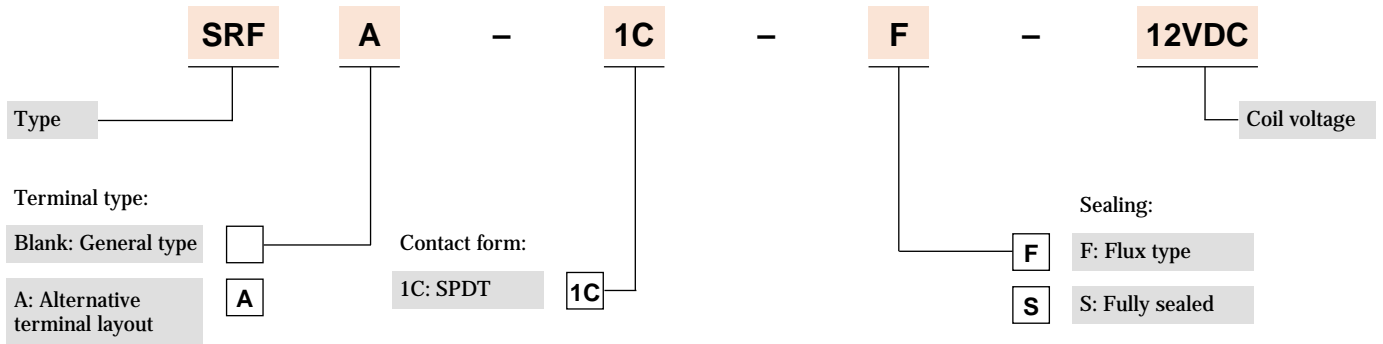 SRF A – 1C – F – 12VDC
Type
Coil voltage
Terminal type:
Blank: General type
A: Alternative
terminal layout
A
Contact form:
1C: SPDT
1C
Sealing:
F
F: Flux type
S
S: Fully sealed